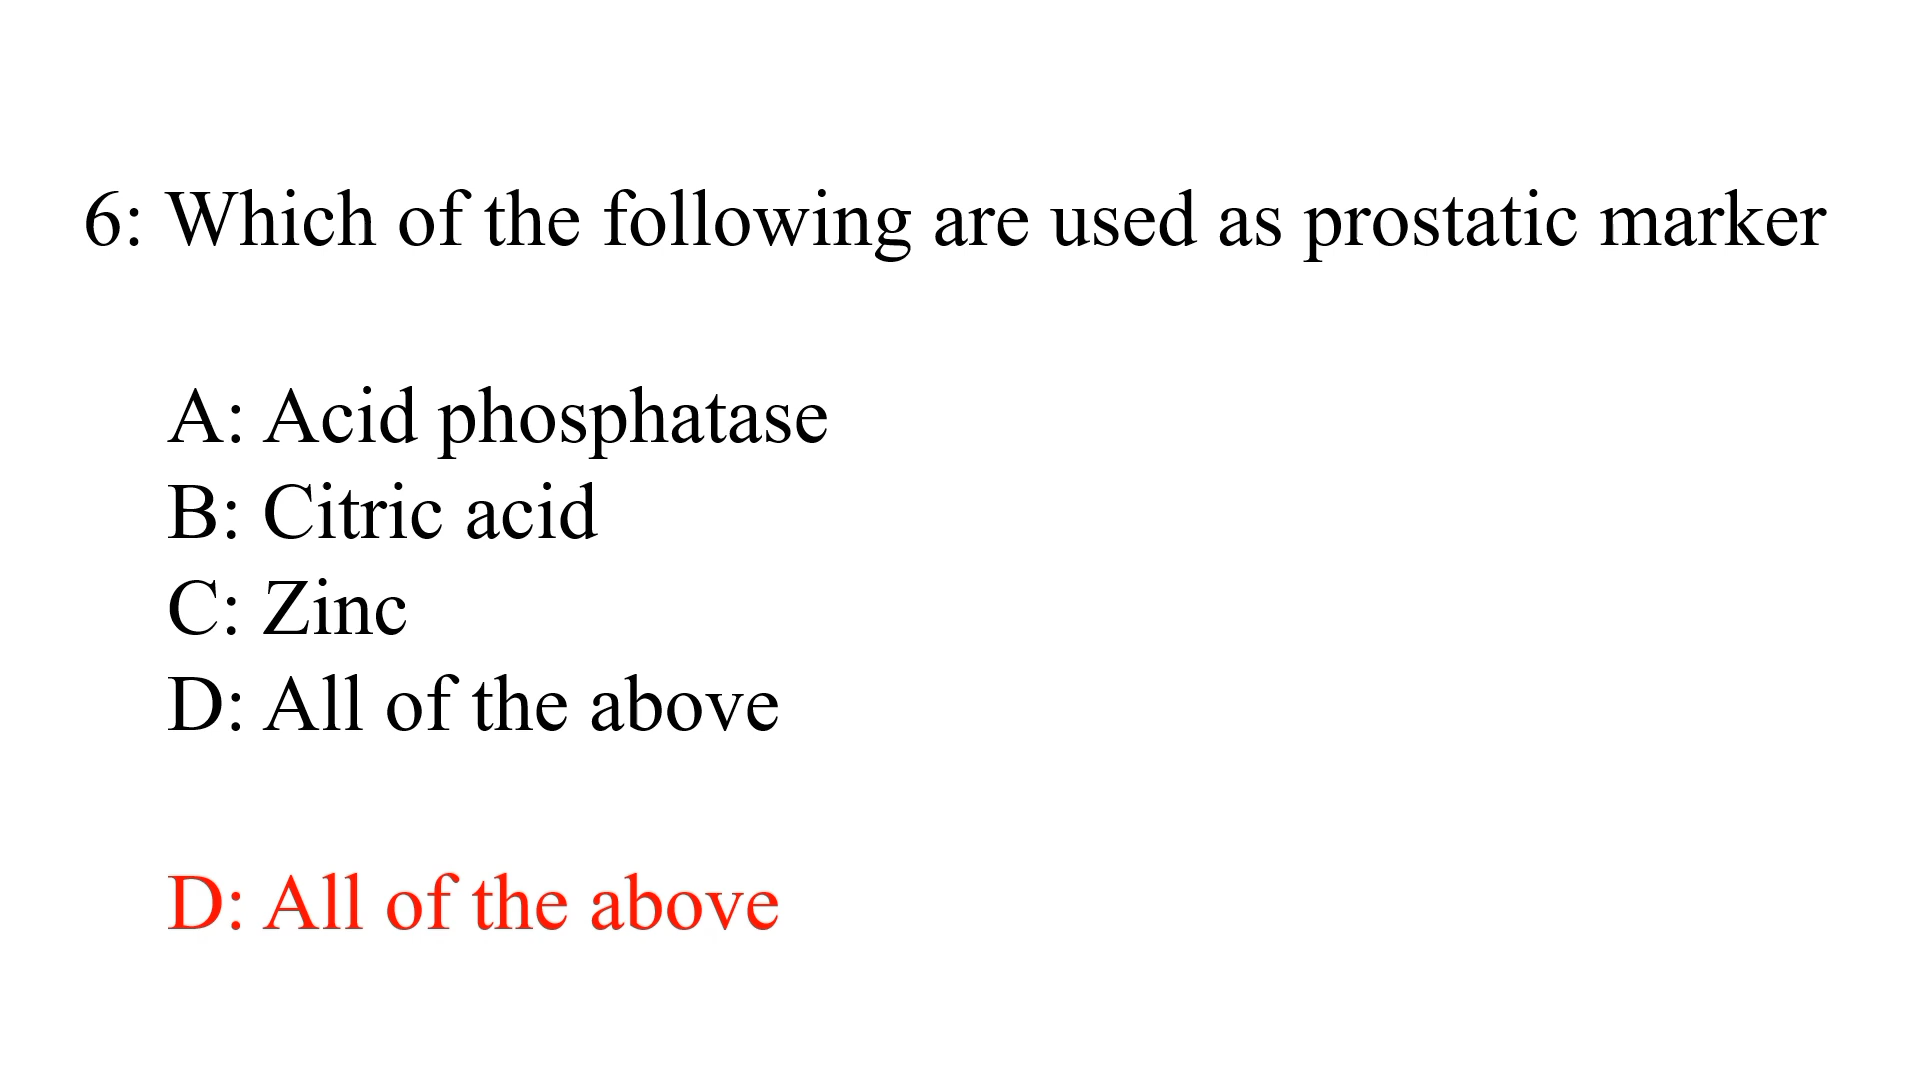 6: Which of the following are used as prostatic marker
A: Acid phosphatase
B: Citric acid
C: Zinc
D: All of the above
D: All of the above